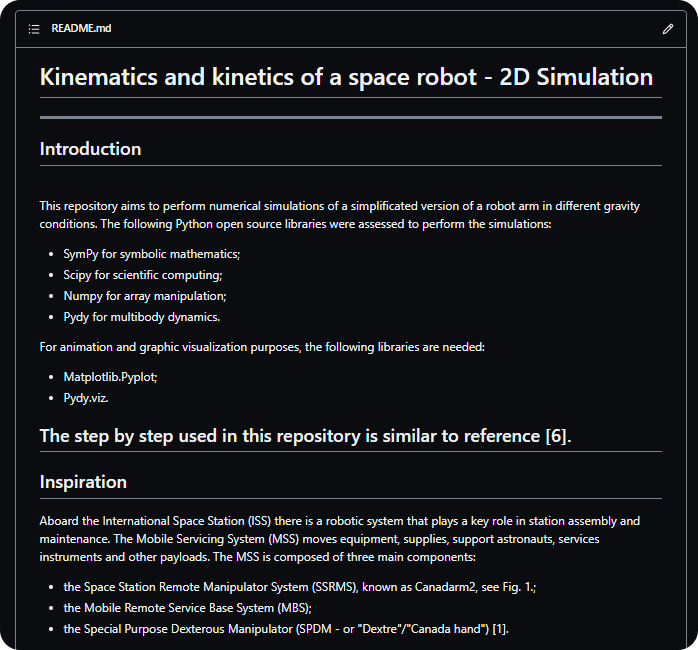 README.md
Kinematics and kinetics of a space robot - 2D Simulation
Introduction
This repository aims to perform numerical simulations of a simplificated version of a robot arm in different gravity
conditions. The following Python open source libraries were assessed to perform the simulations:
• SymPy for symbolic mathematics;
• Scipy for scientific computing;
• Numpy for array manipulation;
• Pydy for multibody dynamics.
For animation and graphic visualization purposes, the following libraries are needed:
• Matplotlib.Pyplot;
• Pydy.viz.
The step by step used in this repository is similar to reference [6].
Inspiration
Aboard the International Space Station (ISS) there is a robotic system that plays a key role in station assembly and
maintenance. The Mobile Servicing System (MSS) moves equipment, supplies, support astronauts, services
instruments and other payloads. The MSS is composed of three main components:
• the Space Station Remote Manipulator System (SSRMS), known as Canadarm2, see Fig. 1.;
• the Mobile Remote Service Base System (MBS);
• the Special Purpose Dexterous Manipulator (SPDM - or "Dextre"/"Canada hand") [1].